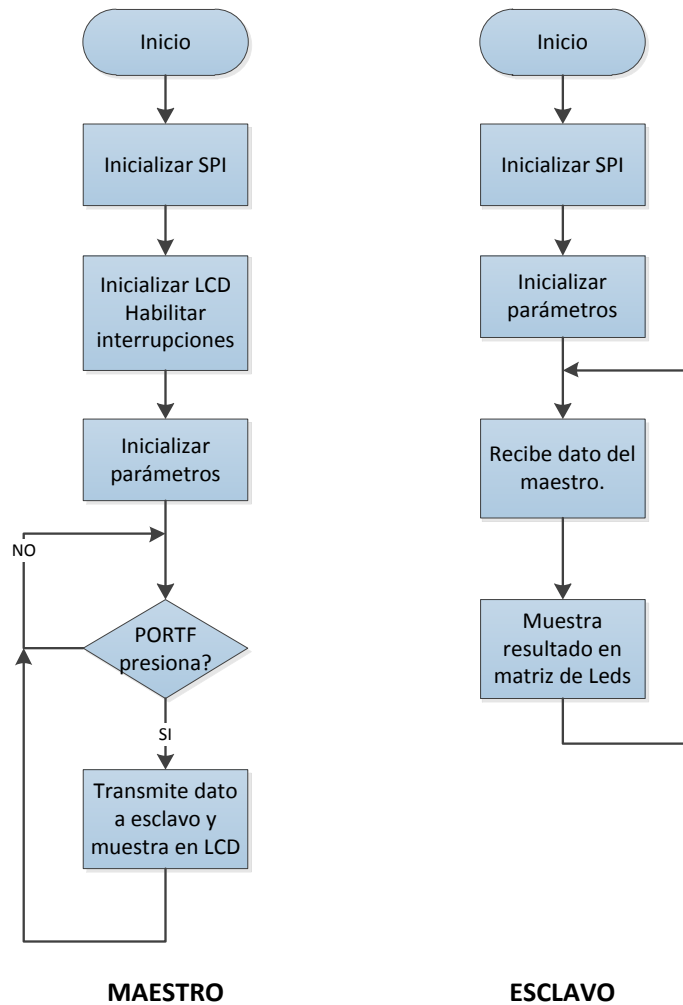 Inicio
Inicializar SPI
Inicializar LCD
Habilitar
interrupciones
Inicializar
parámetros
NO
PORTF
presiona?
SI
Transmite dato
a esclavo y
muestra en LCD
MAESTRO
Inicio
Inicializar SPI
Inicializar
parámetros
Recibe dato del
maestro.
Muestra
resultado en
matriz de Leds
ESCLAVO